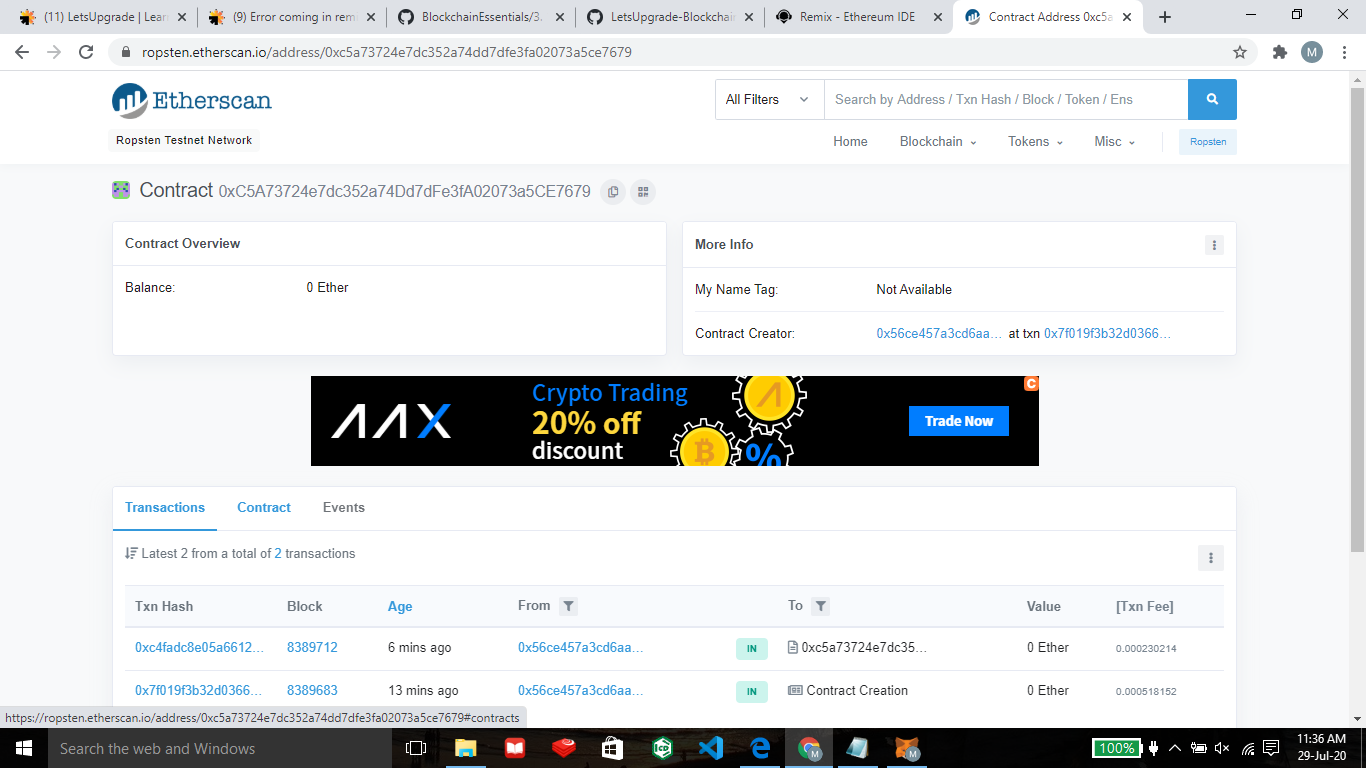 (11) LetsUpgrade | Lear
(9) Error coming in rem
BlockchainEssentials/3.
LetsUpgrade-Blockchain
Remix - Ethereum IDE
Contract Address 0xc5a
ropsten.etherscan.io/address/0xc5a73724e7dc352a74dd7dfe3fa02073a5ce7679
M
Etherscan
All Filters
Search by Address / Txn Hash / Block / Token / Ens
Ropsten Testnet Network
Home Blockchain Tokens Misc Ropsten
Contract 0xC5A73724e7dc352a74Dd7dFe3fA02073a5CE7679
Contract Overview
Balance: 0 Ether
More Info
My Name Tag: Not Available
Contract Creator: 0x56ce457a3cd6aa... at txn 0x7f019f3b32d0366...
AAX
Crypto Trading
20% off
discount
B
%
Trade Now
C
Transactions Contract Events
Latest 2 from a total of 2 transactions
Txn Hash Block Age From To Value [Txn Fee]
0xc4fadc8e05a6612... 8389712 6 mins ago 0x56ce457a3cd6aa... IN 0xc5a73724e7dc35... 0 Ether 0.000230214
0x7f019f3b32d0366... 8389683 13 mins ago 0x56ce457a3cd6aa... IN Contract Creation 0 Ether 0.000518152
https://ropsten.etherscan.io/address/0xc5a73724e7dc352a74dd7dfe3fa02073a5ce7679#contracts
Search the web and Windows
100%
11:36 AM
29-Jul-20